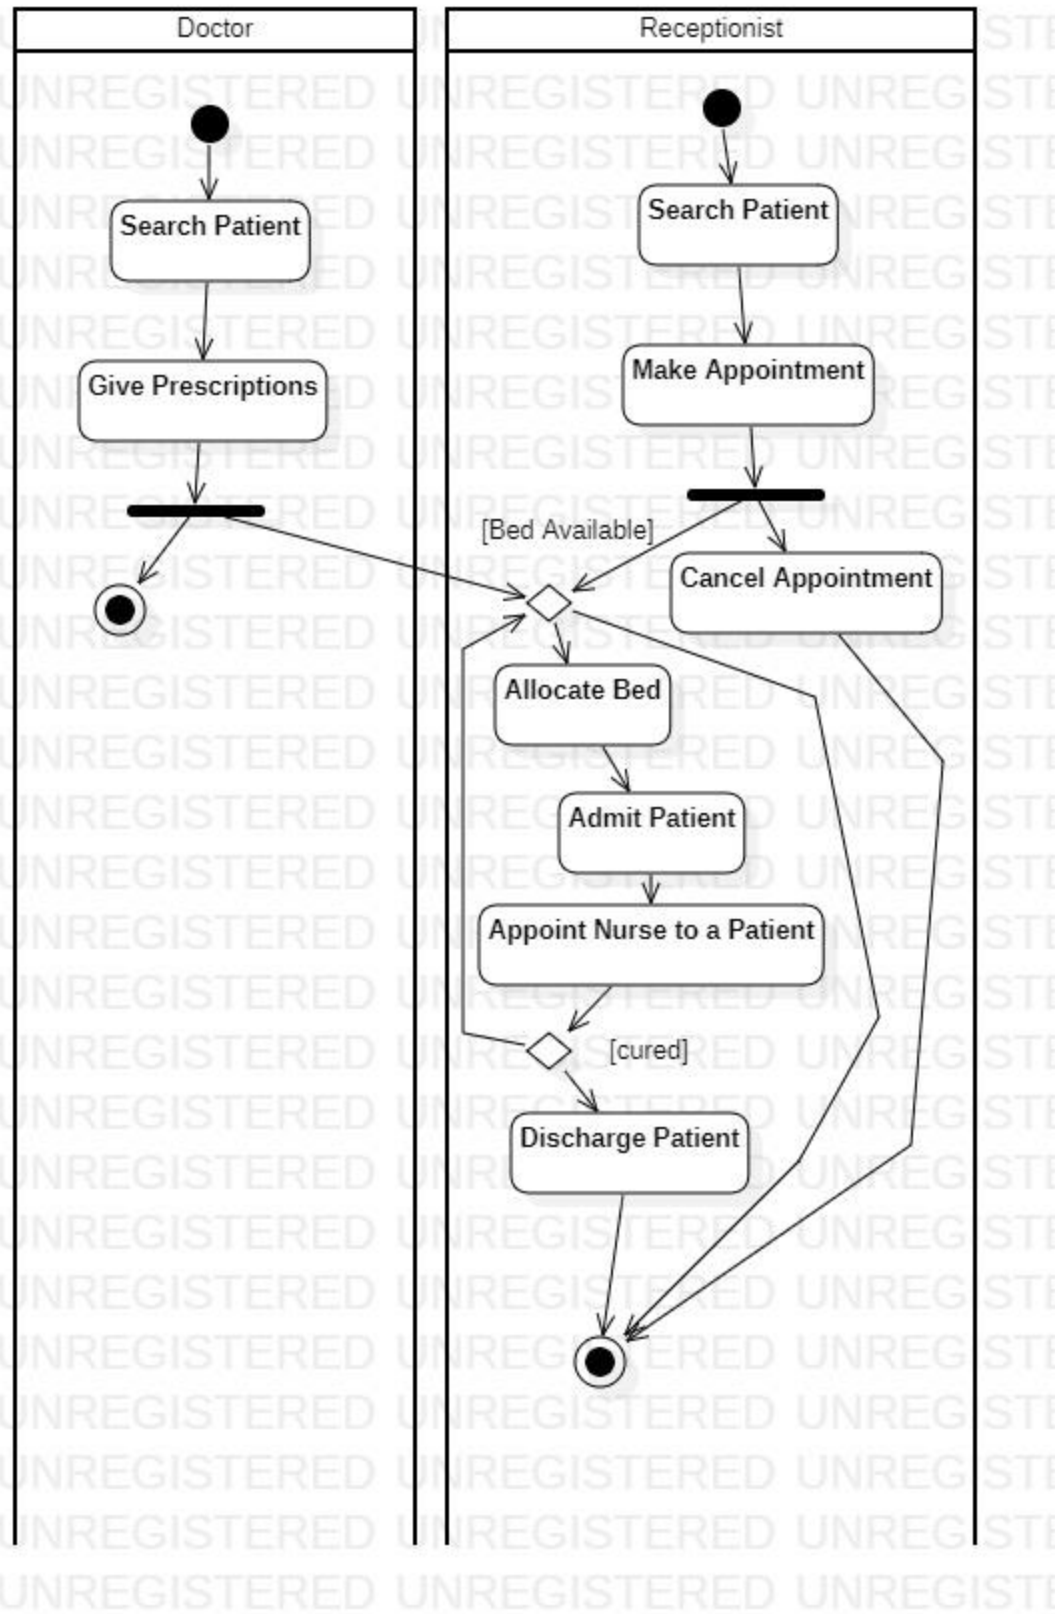 Doctor
Receptionist
Search Patient
Search Patient
Give Prescriptions
Make Appointment
[Bed Available]
Cancel Appointment
Allocate Bed
Admit Patient
Appoint Nurse to a Patient
[cured]
Discharge Patient
UNREGISTERED UNREGISTERED UNREGISTERED